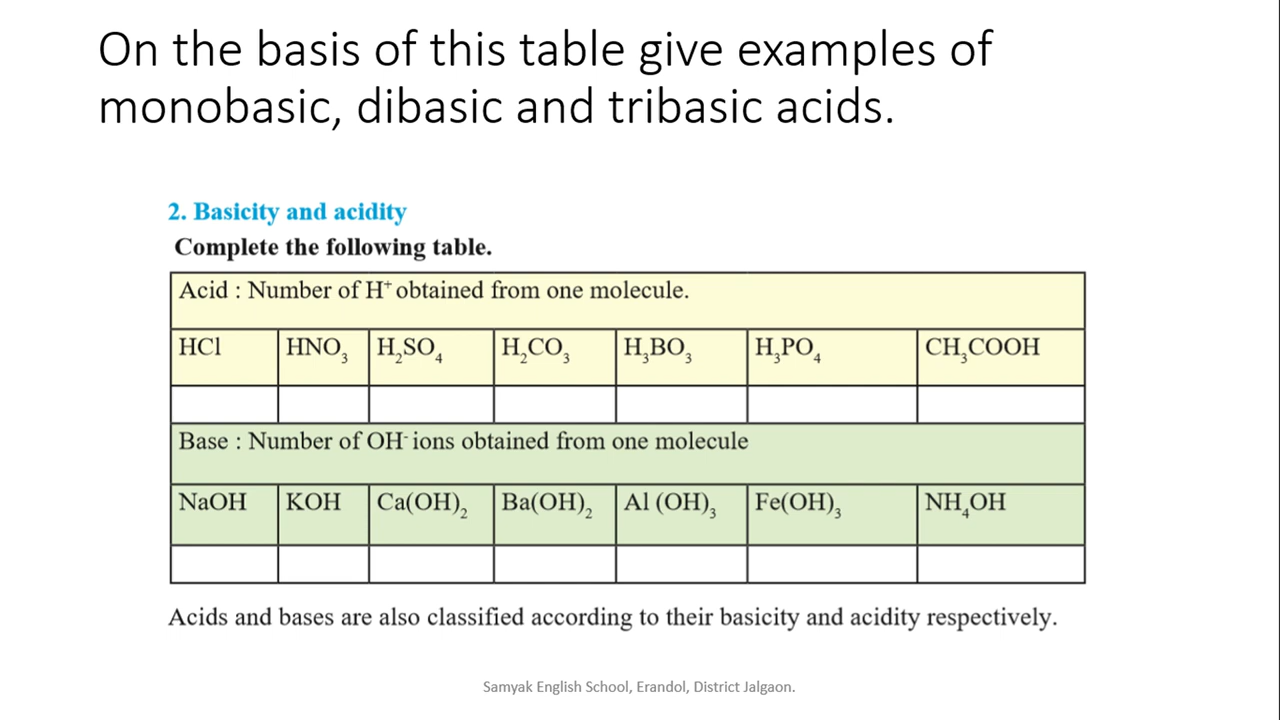 On the basis of this table give examples of
monobasic, dibasic and tribasic acids.
2. Basicity and acidity
Complete the following table.
Acid : Number of H⁺ obtained from one molecule.
HCl HNO₃ H₂SO₄ H₂CO₃ H₃BO₃ H₃PO₄ CH₃COOH
Base : Number of OH⁻ ions obtained from one molecule
NaOH KOH Ca(OH)₂ Ba(OH)₂ Al (OH)₃ Fe(OH)₃ NH₄OH
Acids and bases are also classified according to their basicity and acidity respectively.
Samyak English School, Erandol, District Jalgaon.